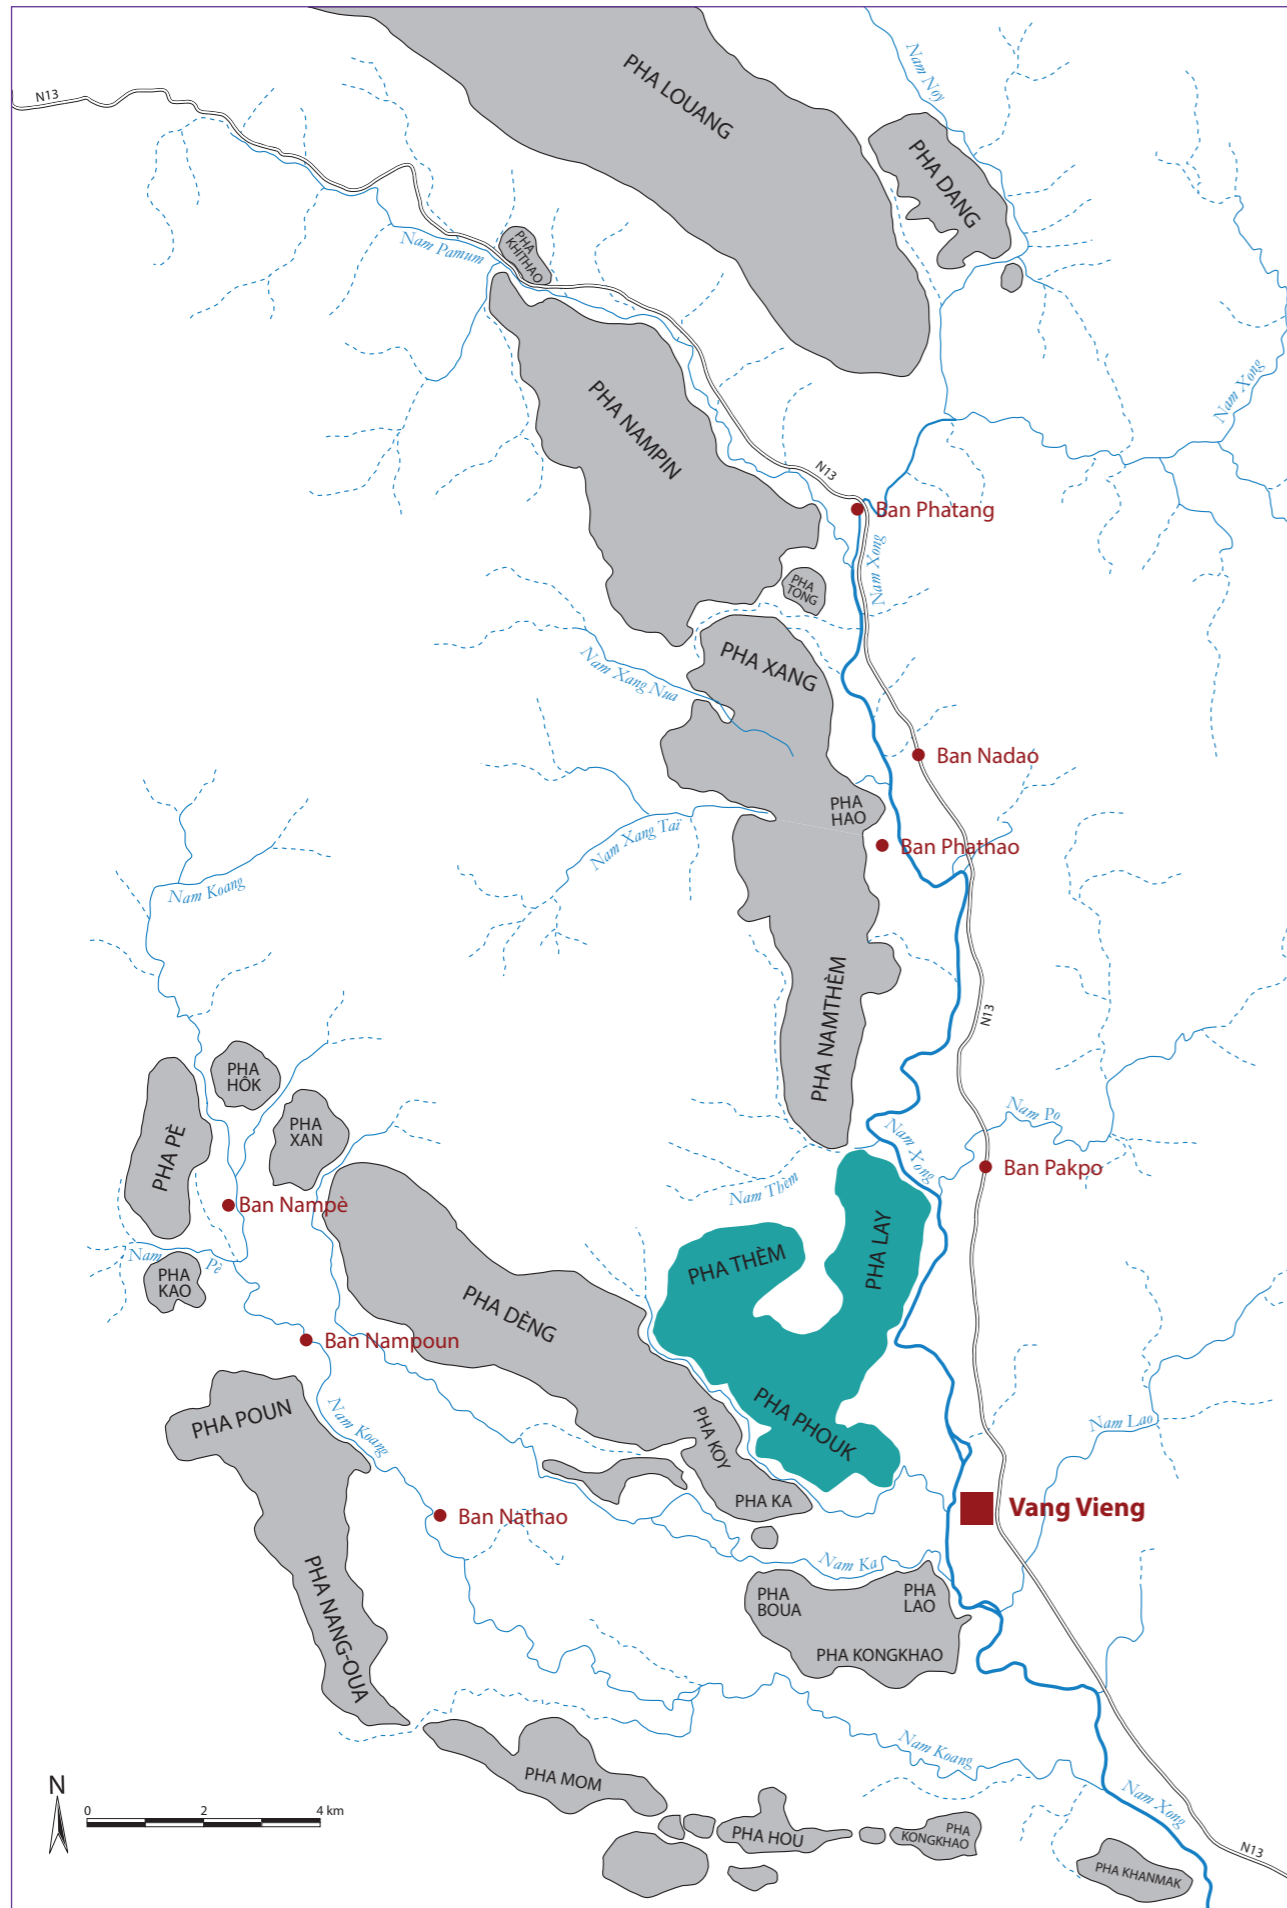 Nam Noy
PHA LOUANG
N13
PHA DANG
PHA
KHITHAO
Nam Pamum
Nam Xong
PHA NAMPIN
N13
Ban Phatang
Nam Xong
PHA
TONG
PHA XANG
Nam Xang Nua
Ban Nadao
PHA
HAO
Nam Xang Taï
Ban Phathao
Nam Koang
PHA NAMTHÈM
N13
PHA
HÔK
PHA
XAN
PHA PÈ
Nam Po
Nam Xong
Ban Pakpo
Nam Thèm
Ban Nampè
PHA LAY
PHA THÈM
Nam Pè
PHA
KAO
PHA DÈNG
Ban Nampoun
PHA POUN
Nam Koang
PHA PHOUK
PHA KOY
Nam Lao
PHA KA
Vang Vieng
Ban Nathao
Nam Ka
PHA
BOUA
PHA
LAO
PHA NANG-OUA
PHA KONGKHAO
Nam Koang
PHA MOM
N
0 2 4 km
Nam Xong
PHA HOU
PHA
KONGKHAO
N13
PHA KHANMAK